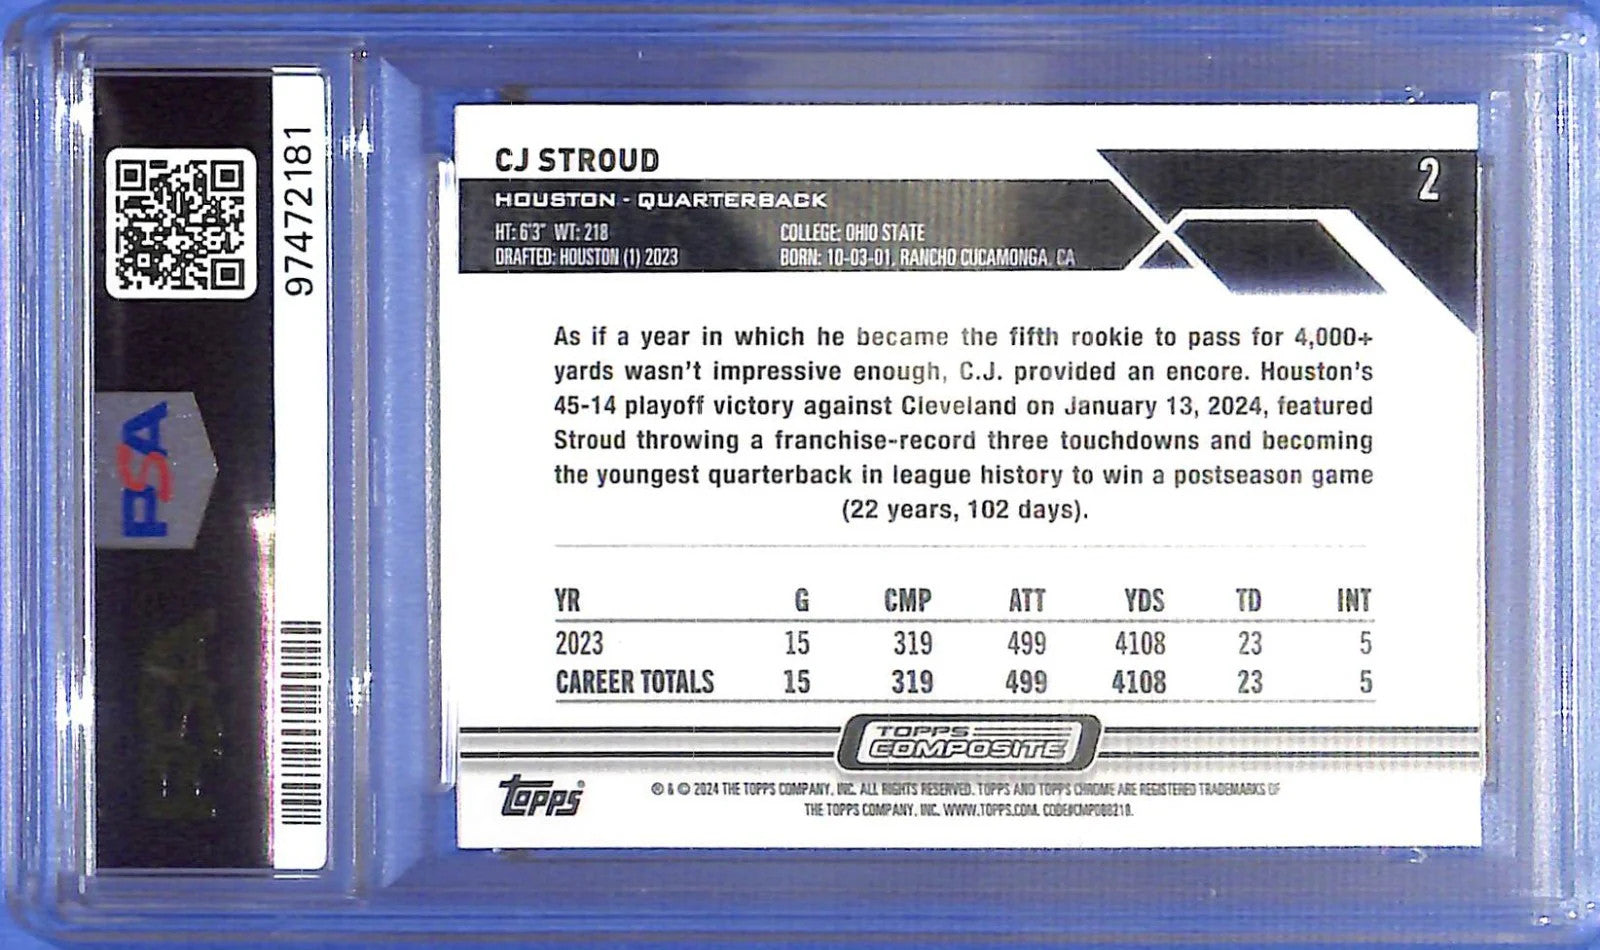 97472181
PSA
CJ STROUD
2
HOUSTON - QUARTERBACK
HT: 6'3" WT: 218
COLLEGE: OHIO STATE
DRAFTED: HOUSTON (1) 2023
BORN: 10-03-01, RANCHO CUCAMONGA, CA
As if a year in which he became the fifth rookie to pass for 4,000+
yards wasn't impressive enough, C.J. provided an encore. Houston's
45-14 playoff victory against Cleveland on January 13, 2024, featured
Stroud throwing a franchise-record three touchdowns and becoming
the youngest quarterback in league history to win a postseason game
(22 years, 102 days).
YR G CMP ATT YDS TD INT
2023 15 319 499 4108 23 5
CAREER TOTALS 15 319 499 4108 23 5
TOPPS
COMPOSITE
Topps
® & © 2024 THE TOPPS COMPANY, INC. ALL RIGHTS RESERVED. TOPPS AND TOPPS CHROME ARE REGISTERED TRADEMARKS OF
THE TOPPS COMPANY, INC. WWW.TOPPS.COM.